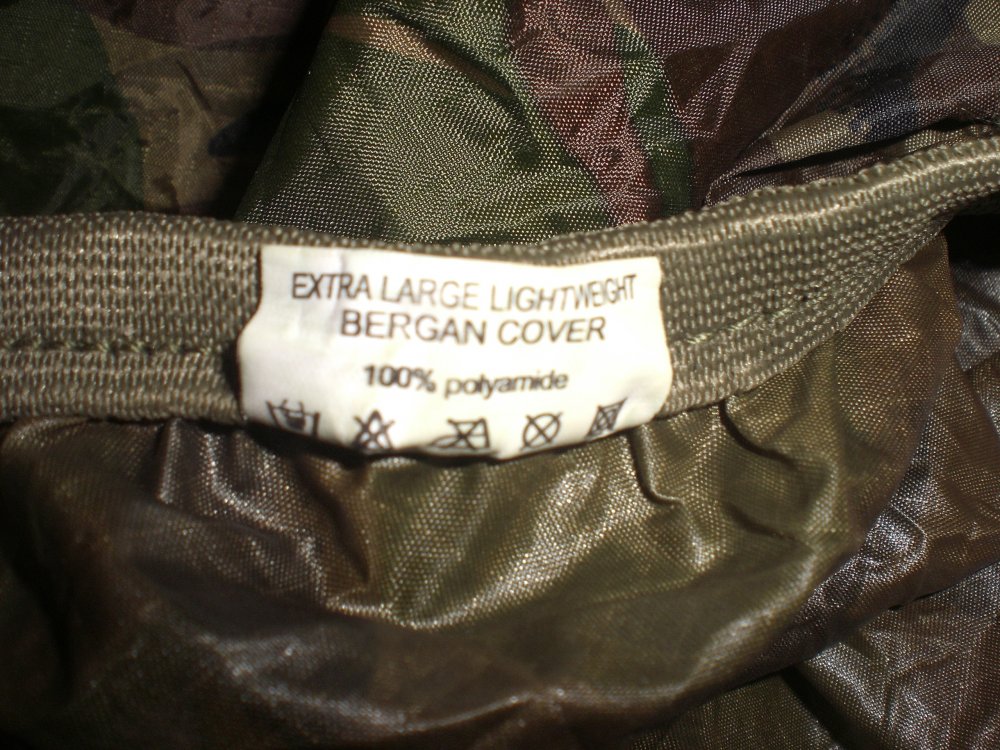 EXTRA LARGE LIGHTWEIGHT
BERGAN COVER
100% polyamide